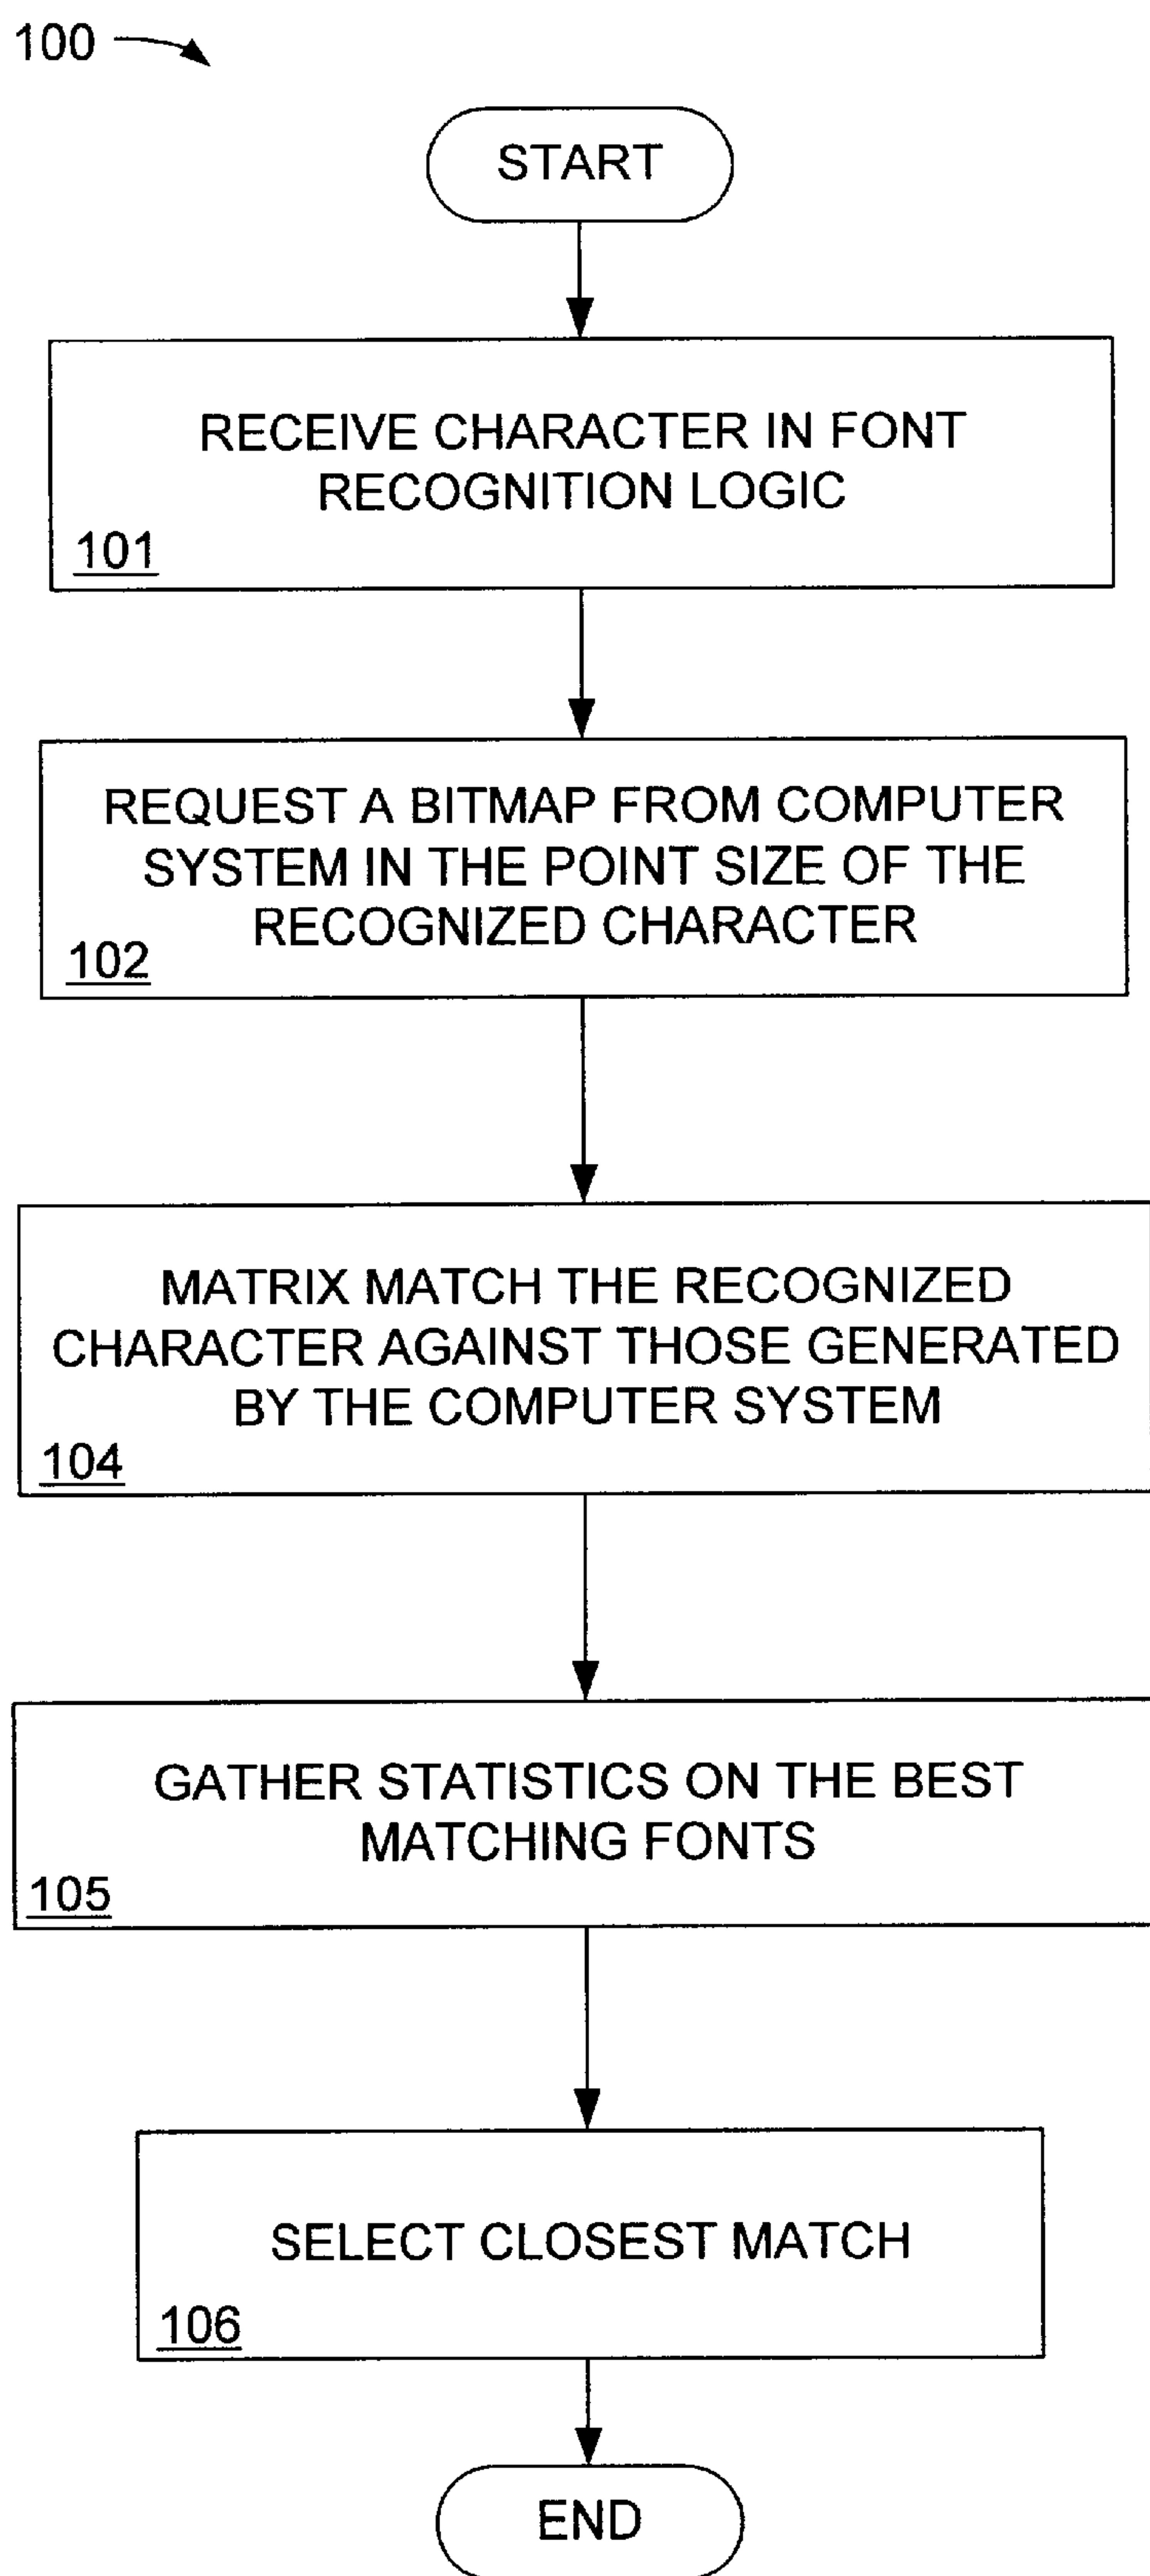 100
START
RECEIVE CHARACTER IN FONT
RECOGNITION LOGIC
101
REQUEST A BITMAP FROM COMPUTER
SYSTEM IN THE POINT SIZE OF THE
RECOGNIZED CHARACTER
102
MATRIX MATCH THE RECOGNIZED
CHARACTER AGAINST THOSE GENERATED
BY THE COMPUTER SYSTEM
104
GATHER STATISTICS ON THE BEST
MATCHING FONTS
105
SELECT CLOSEST MATCH
106
END